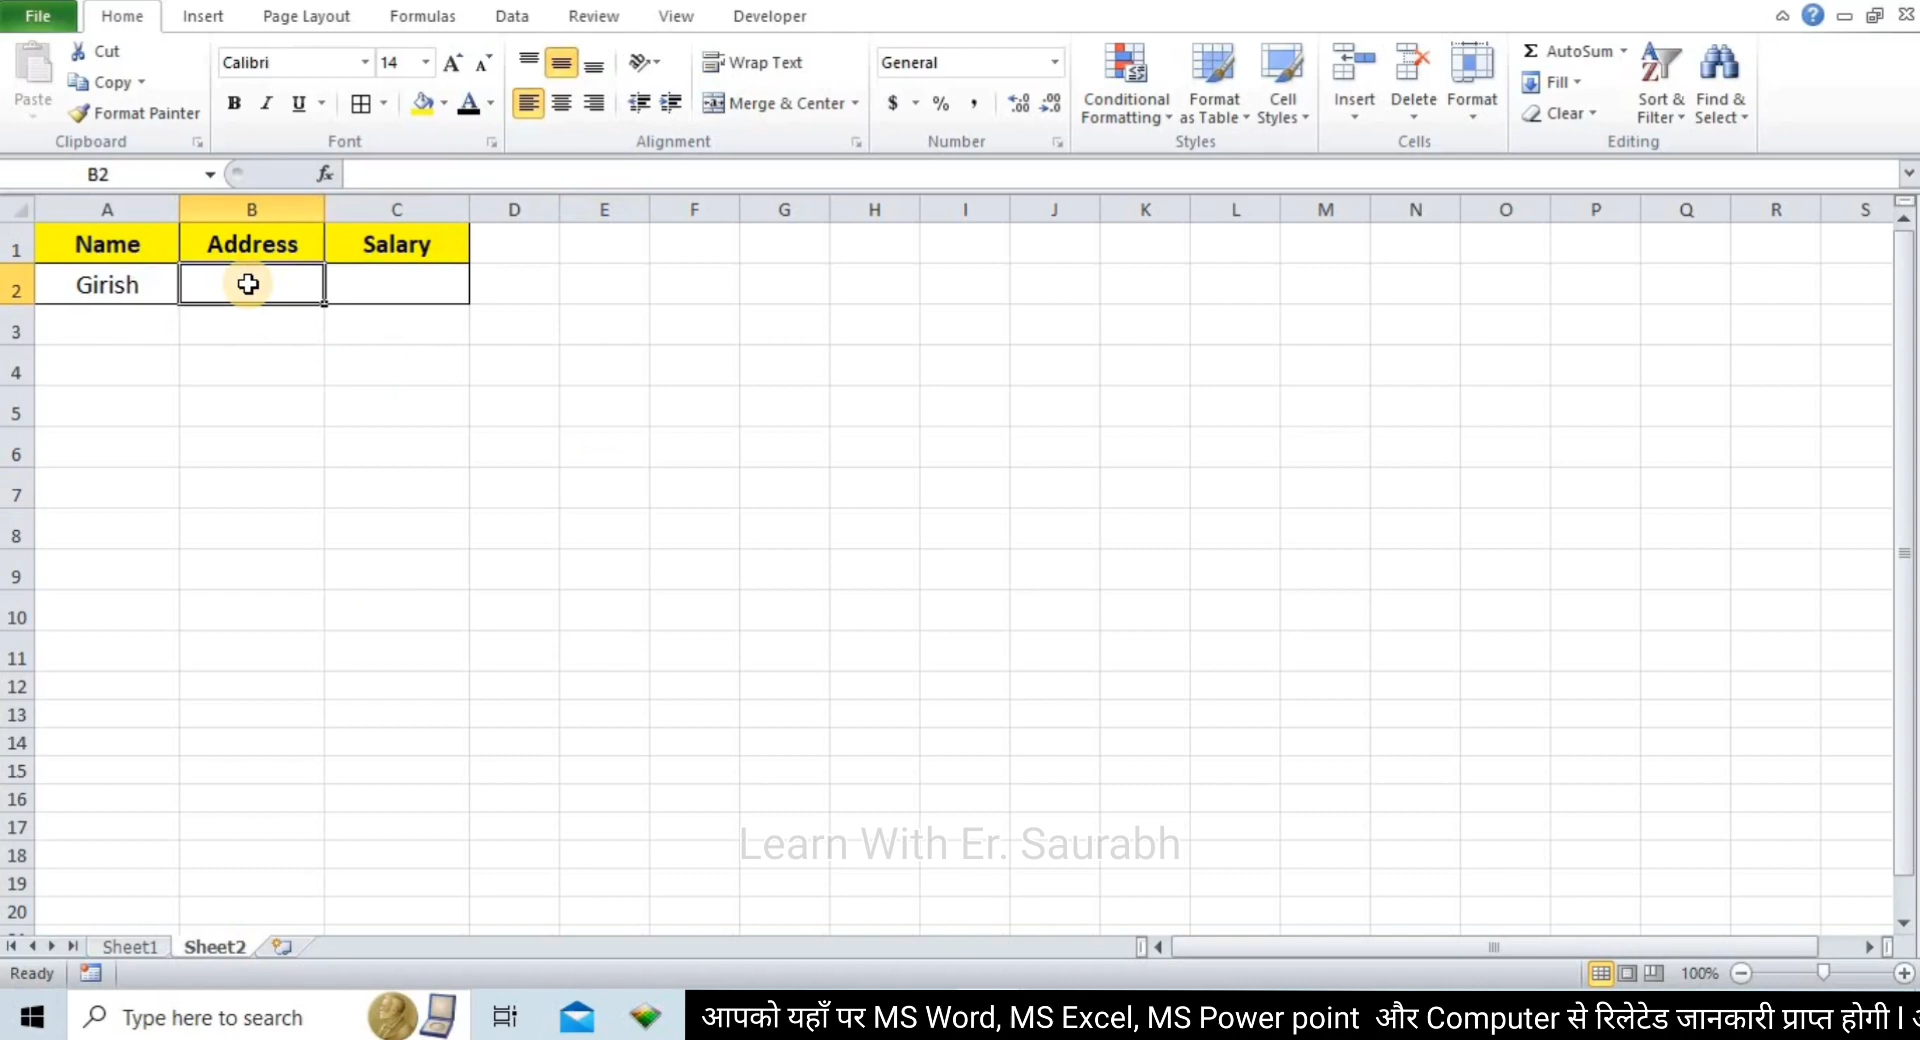 File Home Insert Page Layout Formulas Data Review View Developer
Paste
Cut
Copy
Format Painter
Clipboard
Calibri 14
B I U A
Font
Wrap Text
Merge & Center
Alignment
General
$ % ,
Number
Conditional Formatting
Format as Table
Cell Styles
Styles
Insert Delete Format
Cells
Σ AutoSum
Fill
Clear
Sort & Filter
Find & Select
Editing
B2 fx
A B C D E F G H I J K L M N O P Q R S
1 Name Address Salary
2 Girish
3
4
5
6
7
8
9
10
11
12
13
14
15
16
17
18
19
20
Learn With Er. Saurabh
Sheet1 Sheet2
Ready 100%
Type here to search
आपको यहाँ पर MS Word, MS Excel, MS Power point और Computer से रिलेटेड जानकारी प्राप्त होगी l